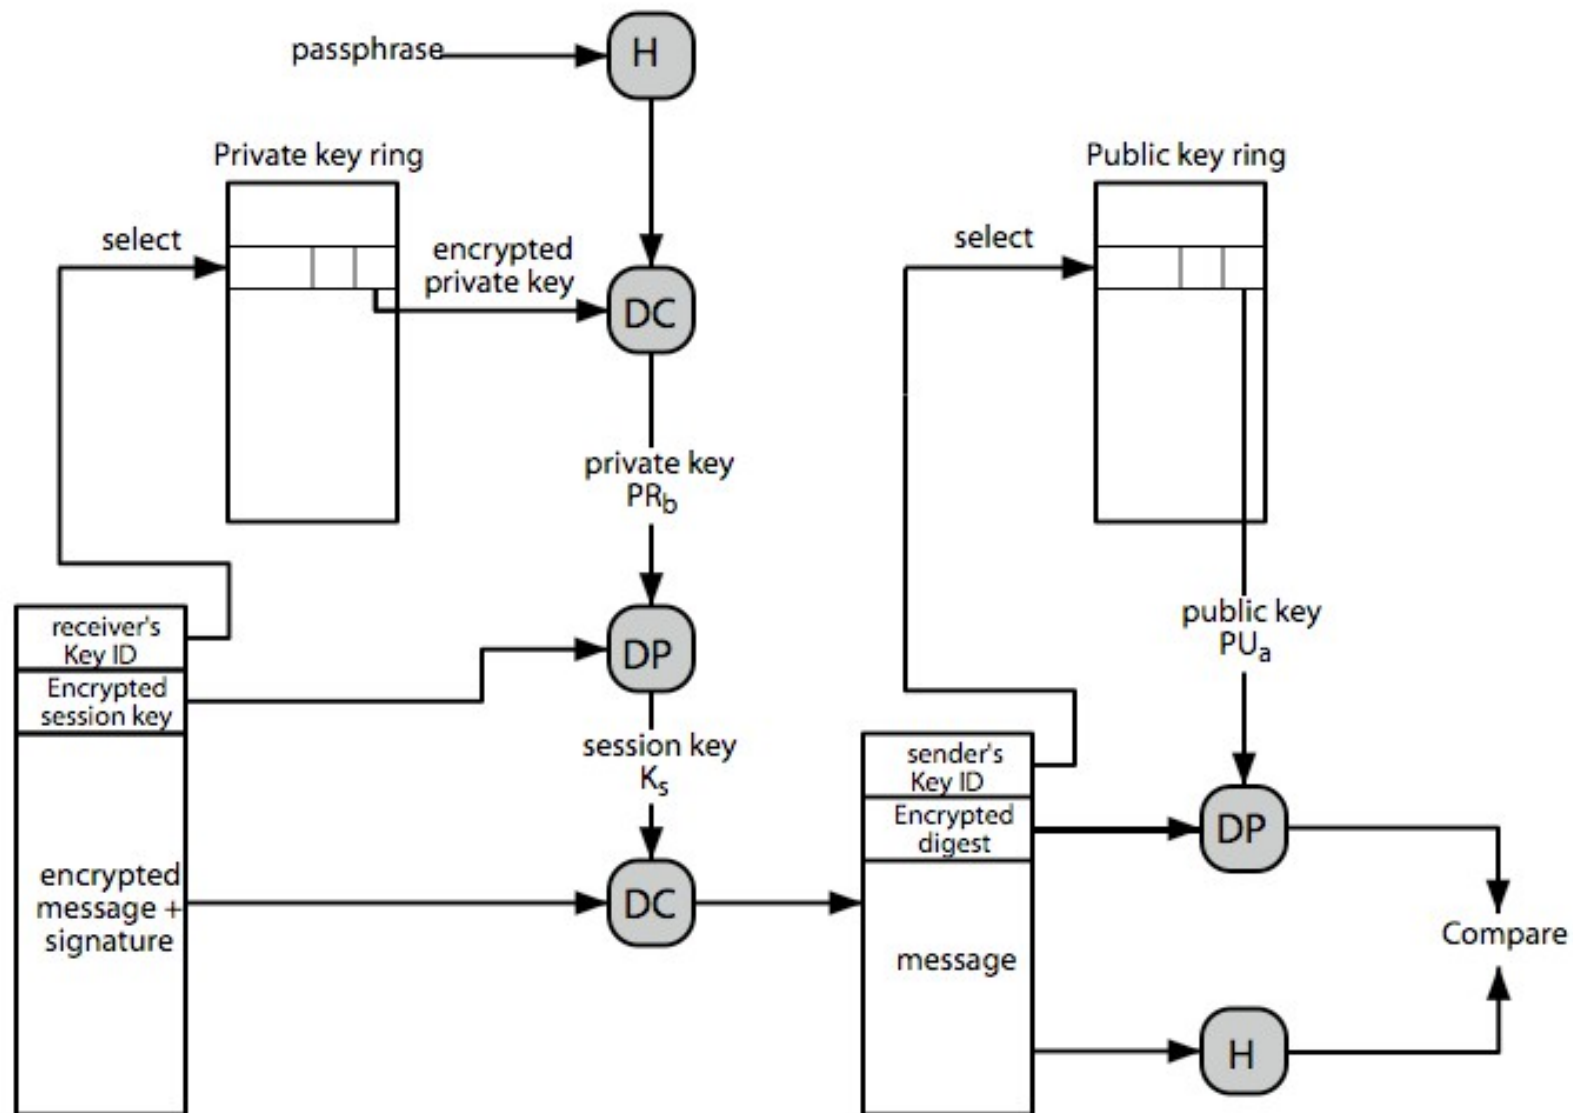 passphrase
H
Private key ring
Public key ring
select
encrypted
private key
select
DC
private key
PRb
receiver's
Key ID
DP
public key
PUa
Encrypted
session key
session key
Ks
sender's
Key ID
Encrypted
digest
DP
encrypted
message +
signature
DC
message
Compare
H